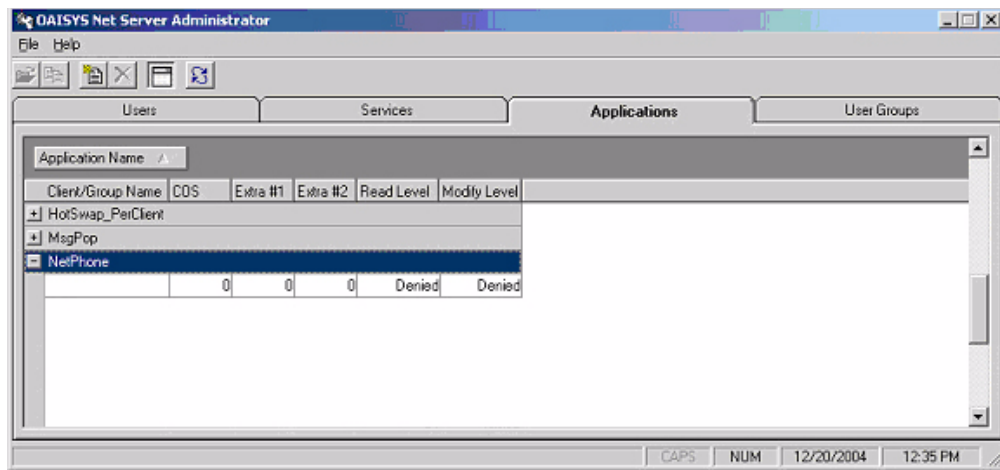 OAISYS Net Server Administrator
File Help
Users Services Applications User Groups
Application Name
Client/Group Name COS Extra #1 Extra #2 Read Level Modify Level
HotSwap_PerClient
MsgPop
NetPhone
0 0 0 Denied Denied
CAPS NUM 12/20/2004 12:35 PM